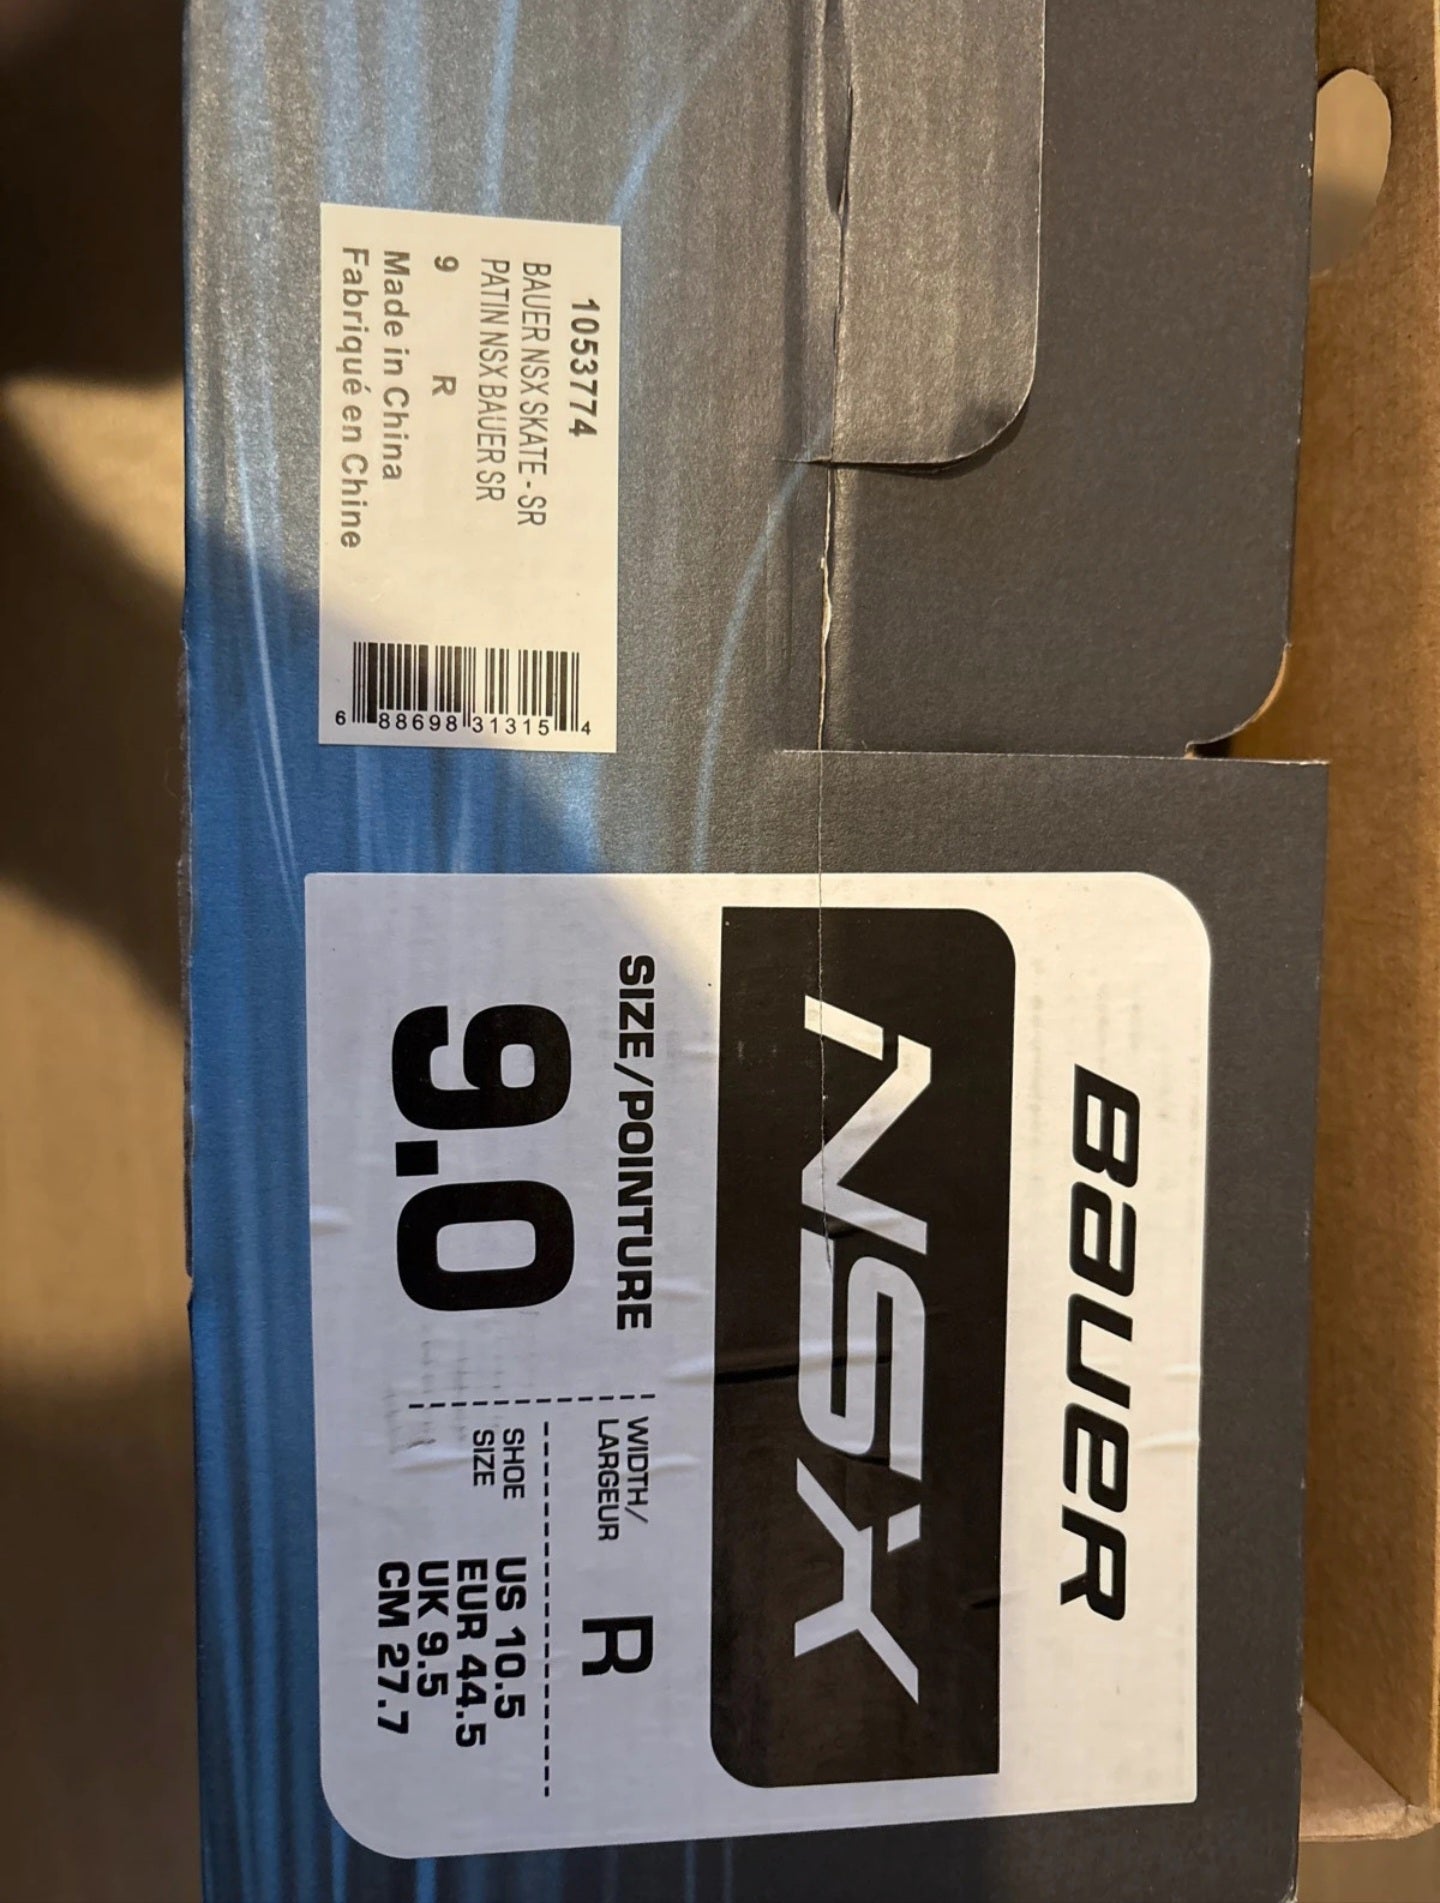 BAUER
NSX
SIZE/POINTURE
9.0
WIDTH/
LARGEUR
R
SHOE
SIZE
US 10.5
EUR 44.5
UK 9.5
CM 27.7
1053774
BAUER NSX SKATE - SR
PATIN NSX BAUER SR
9 R
Made in China
Fabriqué en Chine
6 88698 31315 4